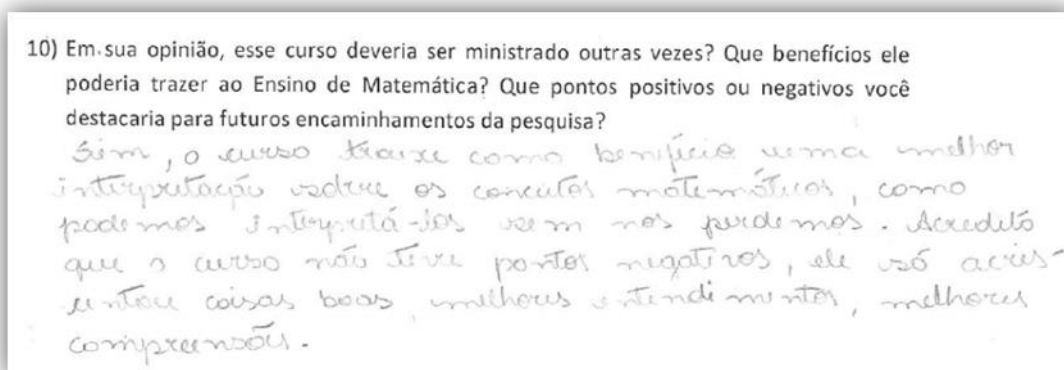 10) Em sua opinião, esse curso deveria ser ministrado outras vezes? Que benefícios ele
poderia trazer ao Ensino de Matemática? Que pontos positivos ou negativos você
destacaria para futuros encaminhamentos da pesquisa?
Sim, o curso trouxe como benificio uma melhor
interpretação sobre os conceitos matemáticos, como
podemos interpretá-los sem nos perdemos. Acredito
que o curso não teve pontos negativos, ele só acres-
sentou coisas boas, melhores entendimentos, melhores
compreensões.